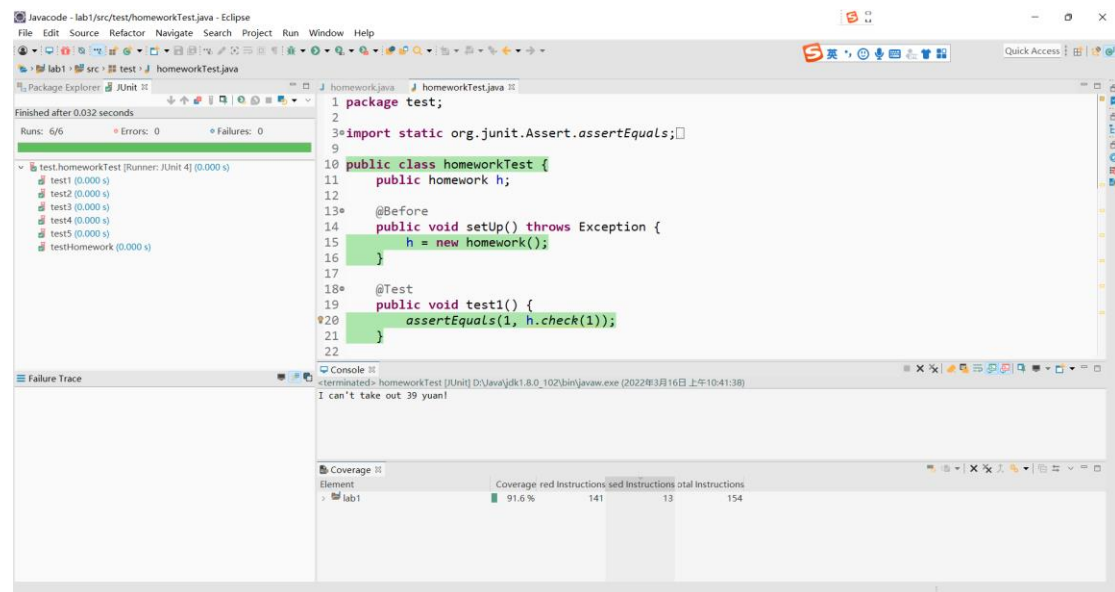 Javacode - lab1/src/test/homeworkTest.java - Eclipse
File Edit Source Refactor Navigate Search Project Run Window Help
英
Quick Access
lab1 src test homeworkTest.java
Package Explorer JUnit
homework.java homeworkTest.java
Finished after 0.032 seconds
Runs: 6/6 Errors: 0 Failures: 0
test.homeworkTest [Runner: JUnit 4] (0.000 s)
test1 (0.000 s)
test2 (0.000 s)
test3 (0.000 s)
test4 (0.000 s)
test5 (0.000 s)
testHomework (0.000 s)
1 package test;
2
3 import static org.junit.Assert.assertEquals;
9
10 public class homeworkTest {
11 public homework h;
12
13 @Before
14 public void setUp() throws Exception {
15 h = new homework();
16 }
17
18 @Test
19 public void test1() {
20 assertEquals(1, h.check(1));
21 }
22
Failure Trace
Console
<terminated> homeworkTest [JUnit] D:\Java\jdk1.8.0_102\bin\javaw.exe (2022年3月16日 上午10:41:38)
I can't take out 39 yuan!
Coverage
Element Coverage red Instructions sed Instructions otal Instructions
lab1 91.6 % 141 13 154